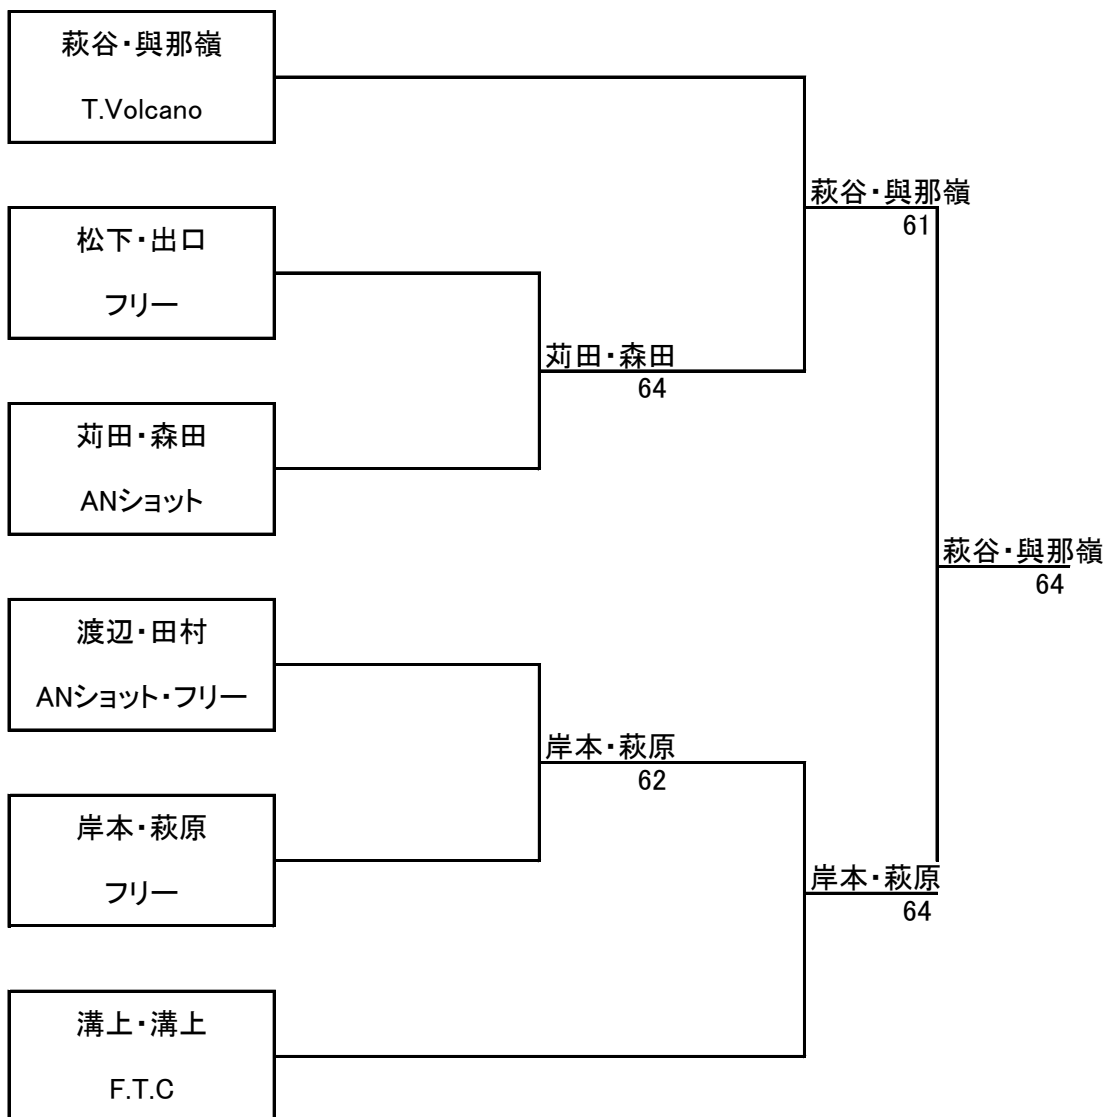 萩谷・與那嶺
T.Volcano
萩谷・與那嶺
61
松下・出口
フリー
苅田・森田
64
苅田・森田
ANショット
萩谷・與那嶺
64
渡辺・田村
ANショット・フリー
岸本・萩原
62
岸本・萩原
フリー
岸本・萩原
64
溝上・溝上
F.T.C